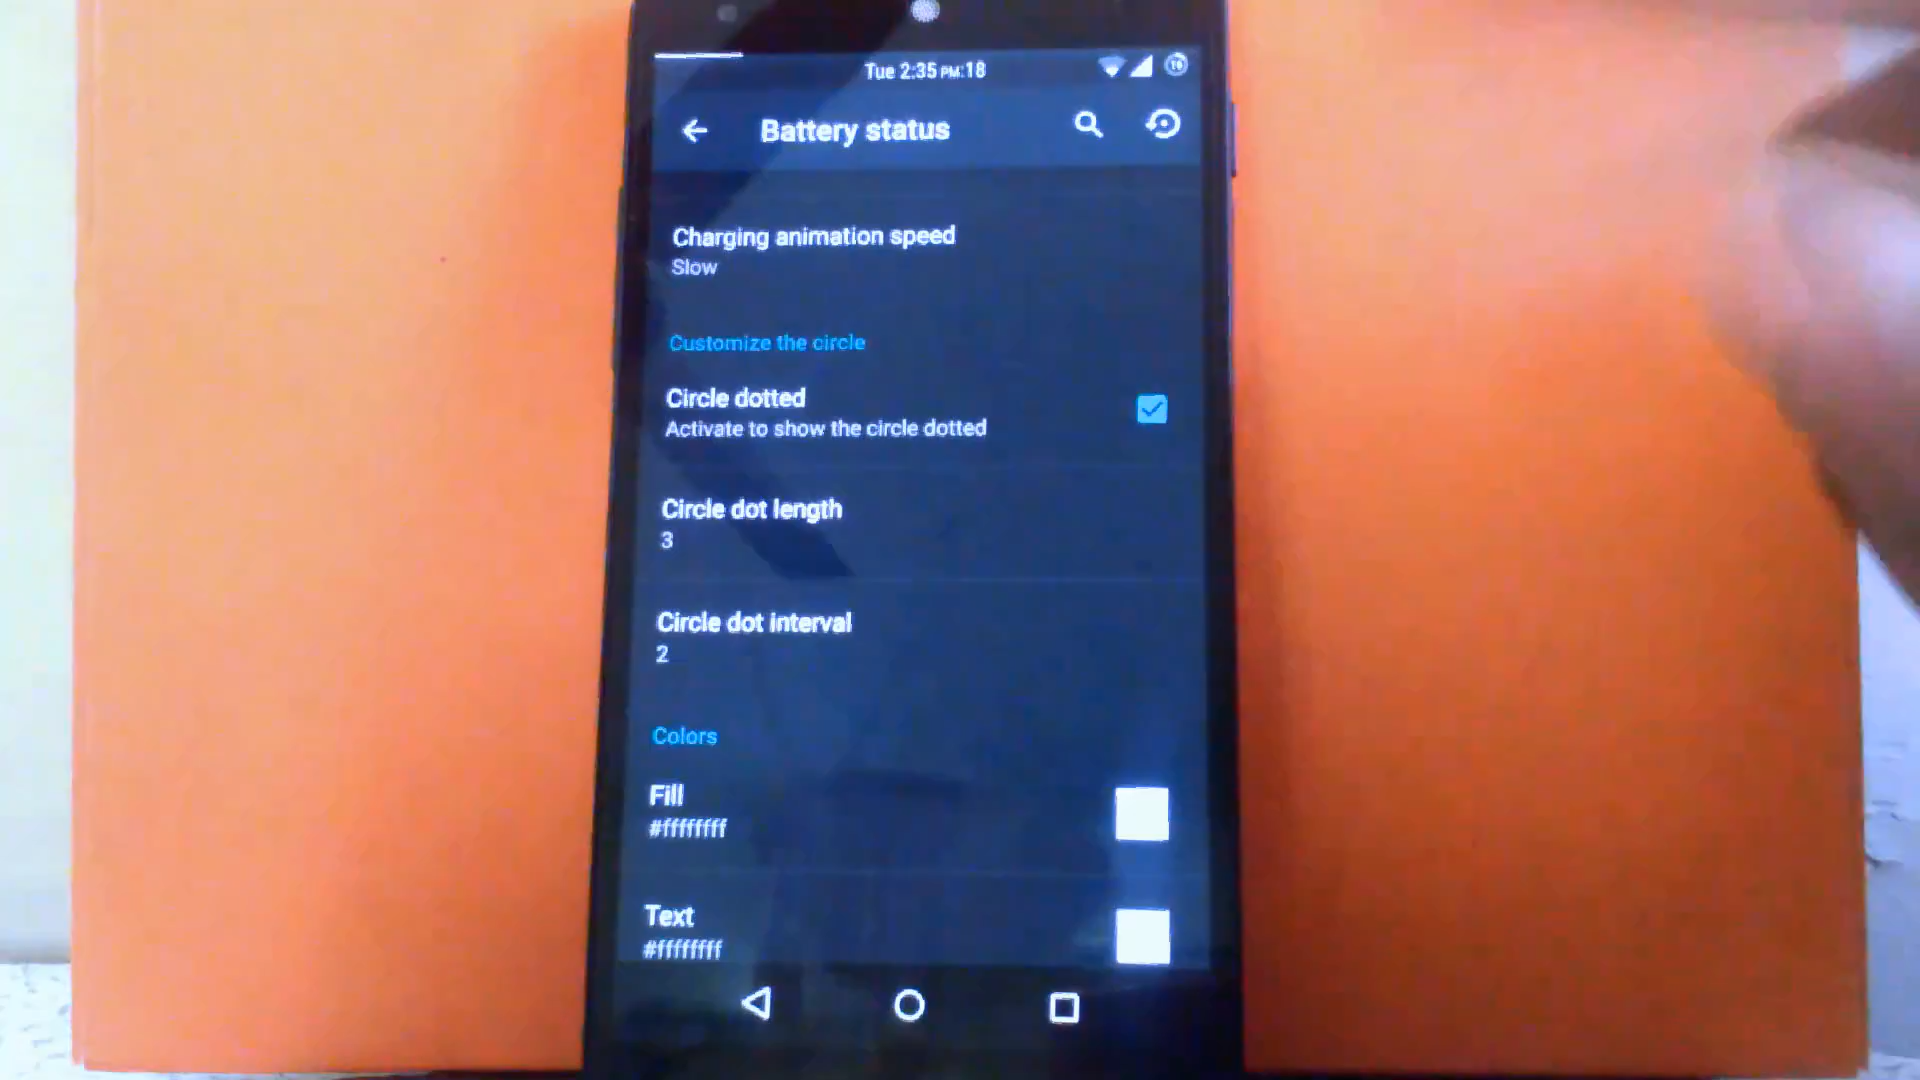 Tue 2:35 PM:18
16
Battery status
Charging animation speed
Slow
Customize the circle
Circle dotted
Activate to show the circle dotted
Circle dot length
3
Circle dot interval
2
Colors
Fill
#ffffffff
Text
#ffffffff